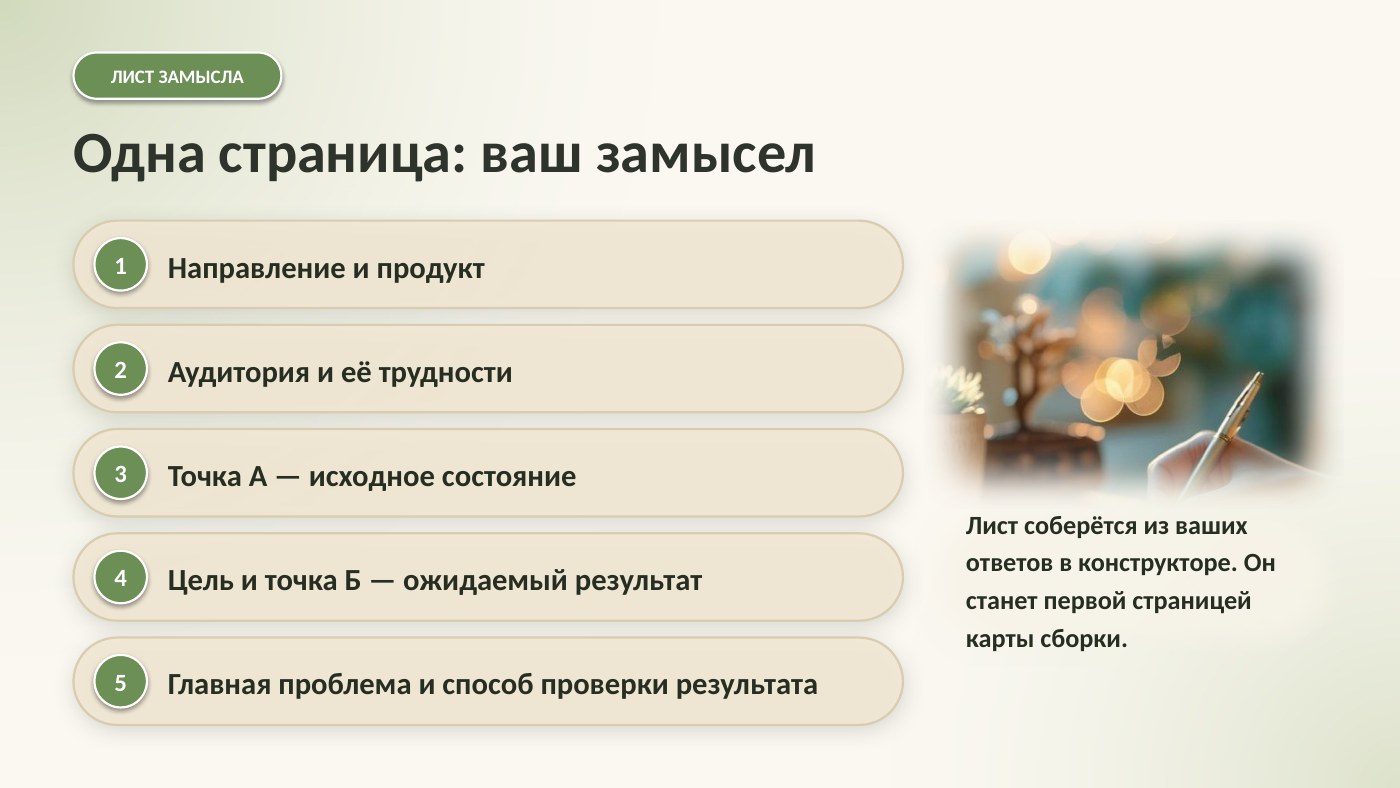 ЛИСТ ЗАМЫСЛА
Одна страница: ваш замысел
1 Направление и продукт
2 Аудитория и её трудности
3 Точка А — исходное состояние
4 Цель и точка Б — ожидаемый результат
5 Главная проблема и способ проверки результата
Лист соберётся из ваших
ответов в конструкторе. Он
станет первой страницей
карты сборки.